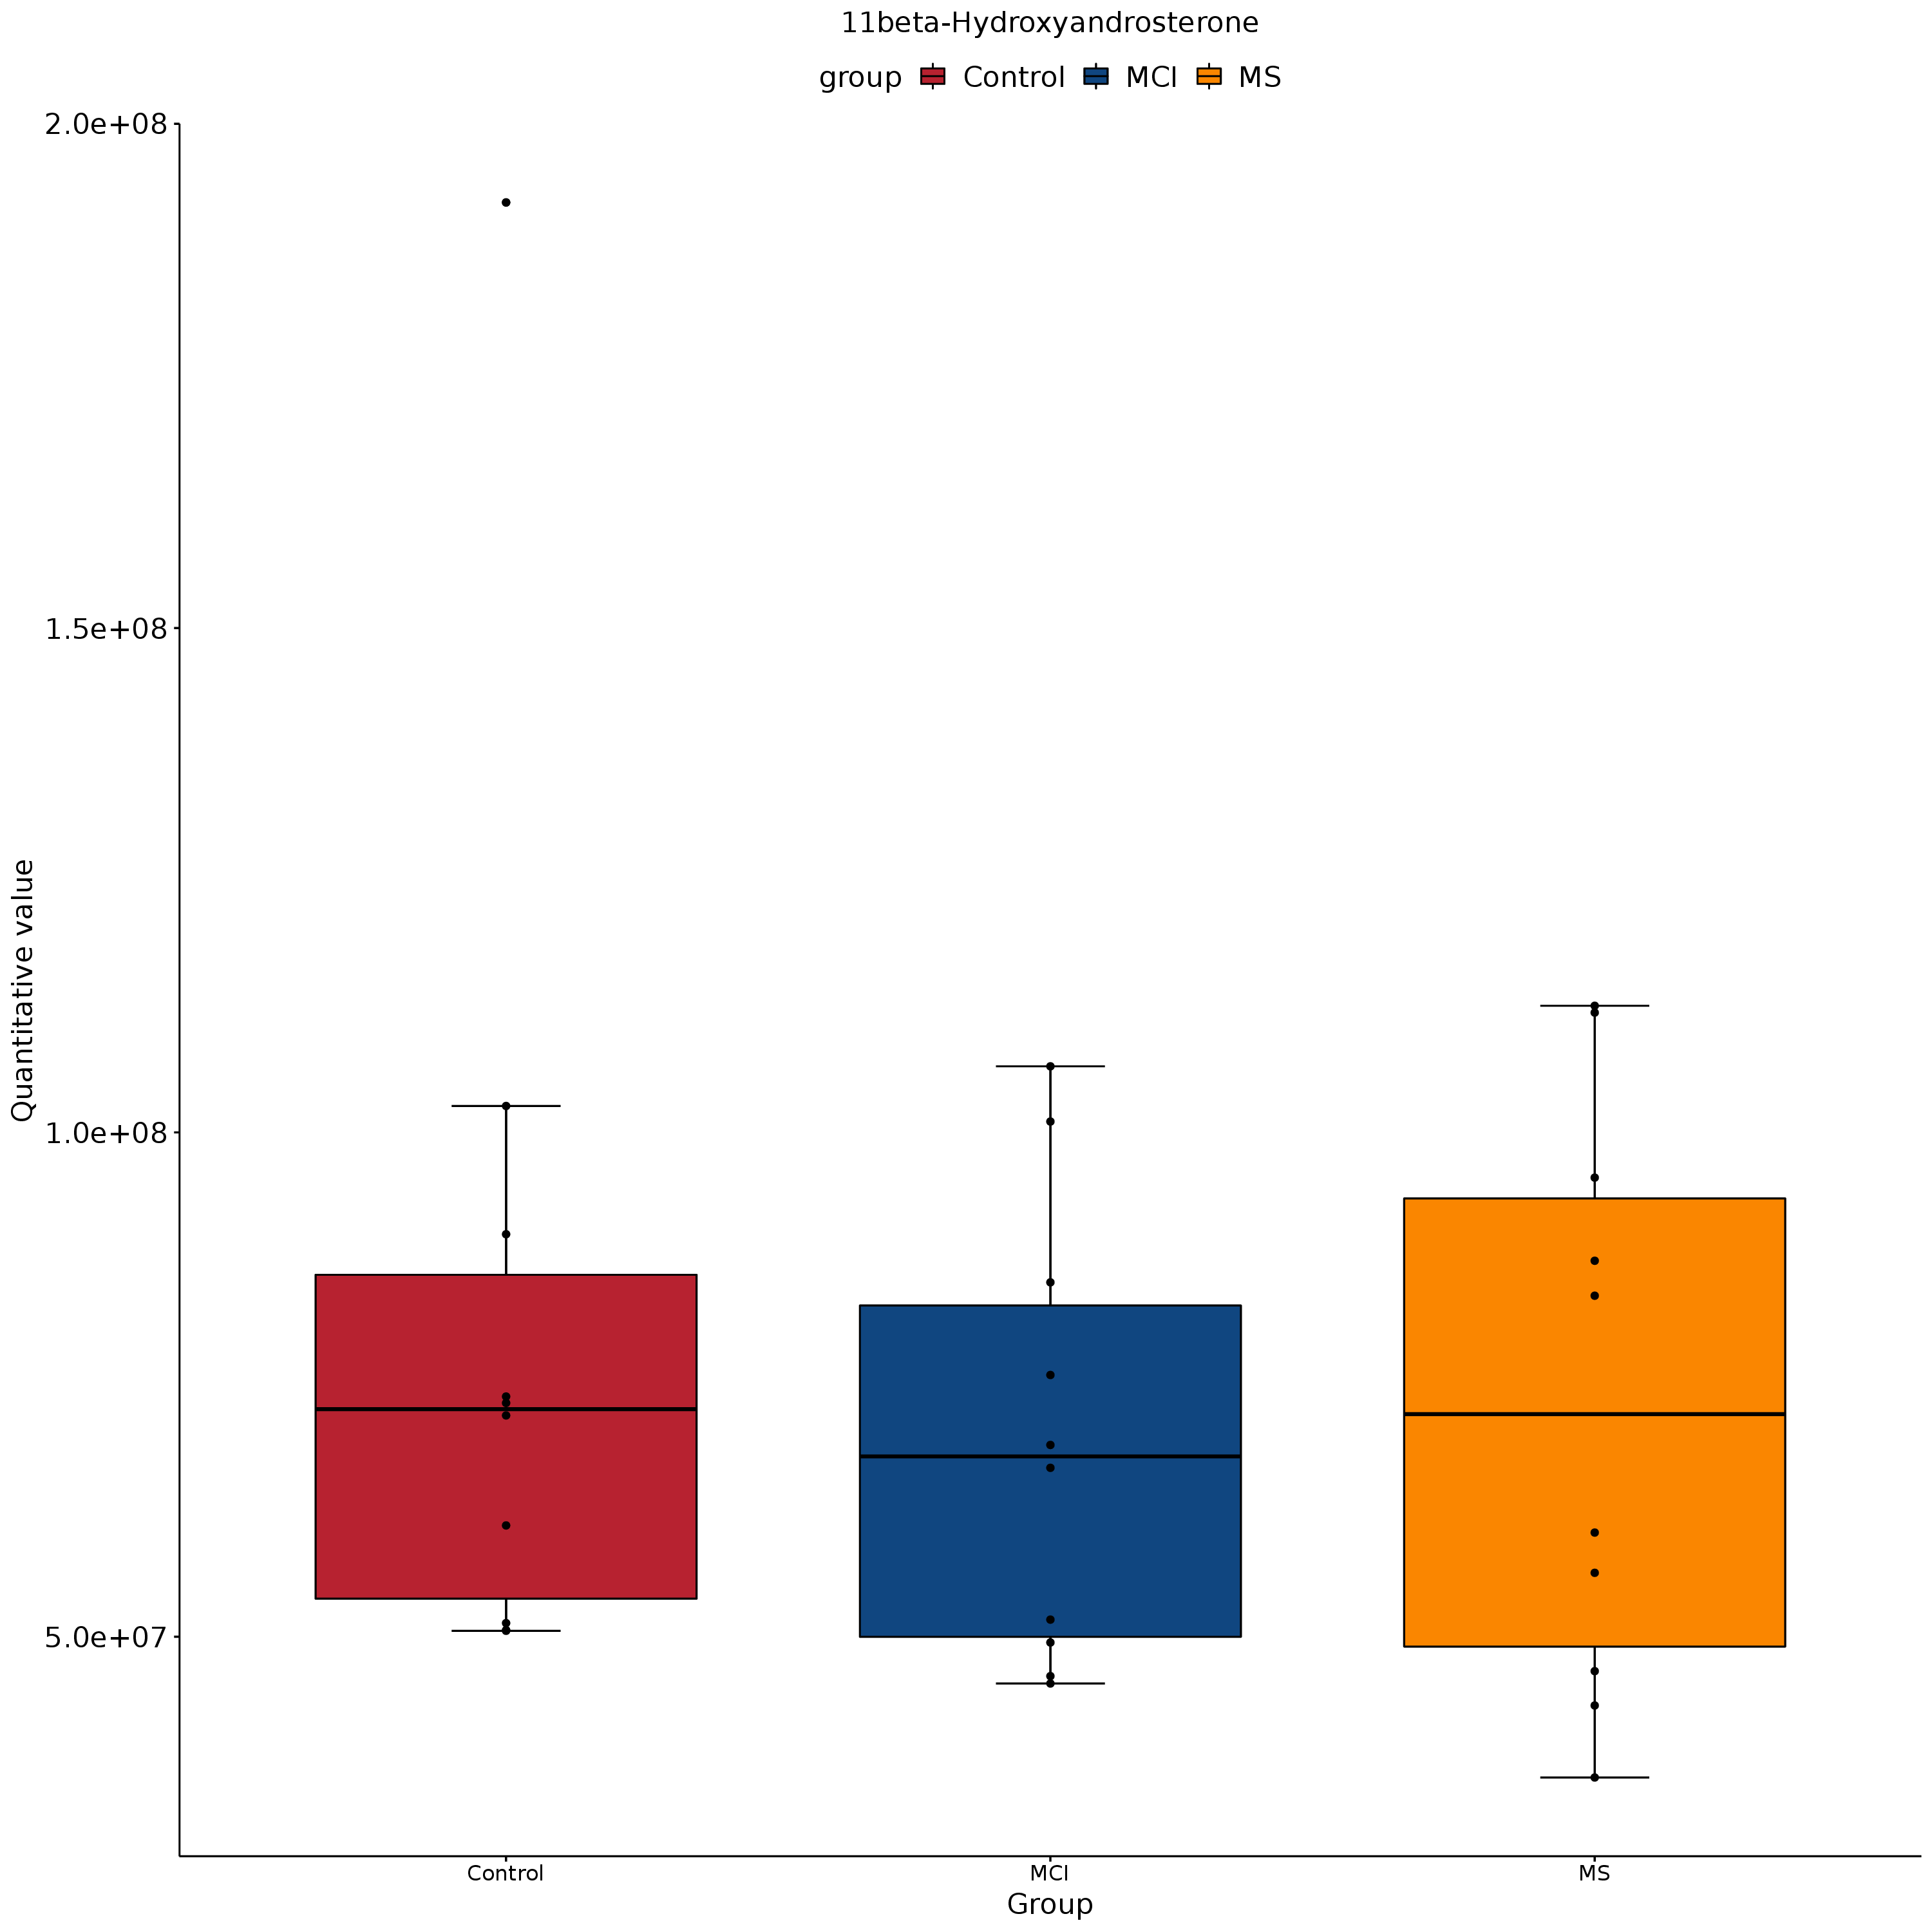 11beta-Hydroxyandrosterone
group Control MCI MS
2.0e+08
1.5e+08
1.0e+08
5.0e+07
Quantitative value
Control MCI MS
Group